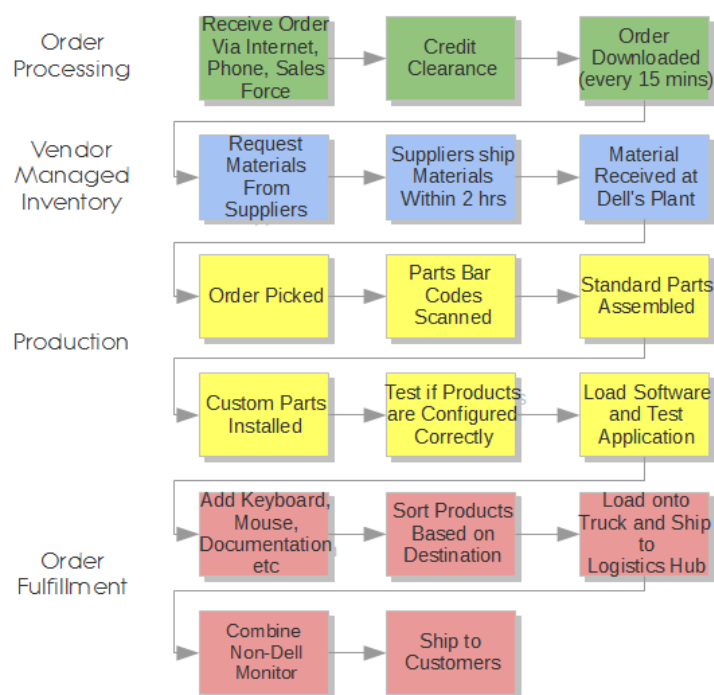 Order
Processing
Receive Order
Via Internet,
Phone, Sales
Force
Credit
Clearance
Order
Downloaded
(every 15 mins)
Vendor
Managed
Inventory
Request
Materials
From
Suppliers
Suppliers ship
Materials
Within 2 hrs
Material
Received at
Dell's Plant
Production
Order Picked
Parts Bar
Codes
Scanned
Standard Parts
Assembled
Custom Parts
Installed
Test if Products
are Configured
Correctly
Load Software
and Test
Application
Order
Fulfillment
Add Keyboard,
Mouse,
Documentation
etc
Sort Products
Based on
Destination
Load onto
Truck and Ship
to
Logistics Hub
Combine
Non-Dell
Monitor
Ship to
Customers